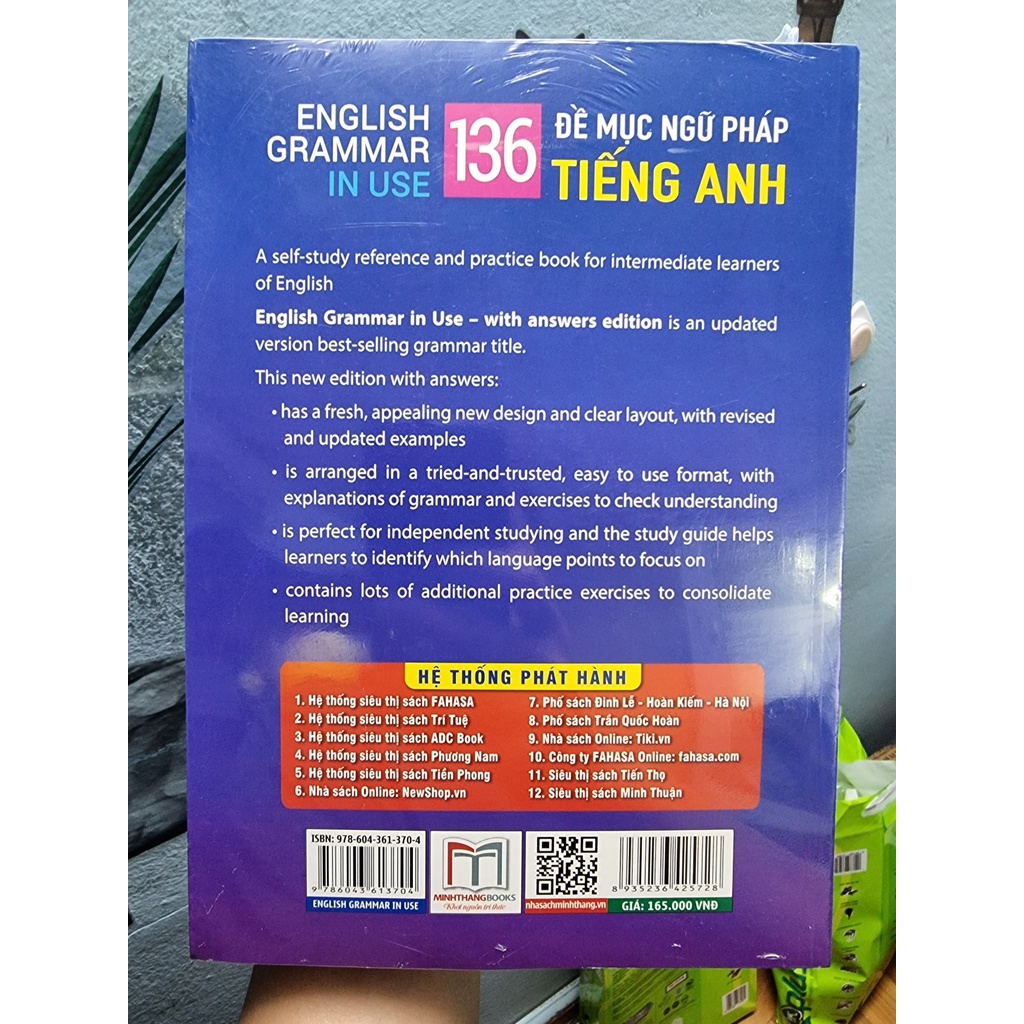 ENGLISH
GRAMMAR
IN USE
136
ĐỀ MỤC NGỮ PHÁP
TIẾNG ANH
A self-study reference and practice book for intermediate learners
of English
English Grammar in Use – with answers edition is an updated
version best-selling grammar title.
This new edition with answers:
• has a fresh, appealing new design and clear layout, with revised
and updated examples
• is arranged in a tried-and-trusted, easy to use format, with
explanations of grammar and exercises to check understanding
• is perfect for independent studying and the study guide helps
learners to identify which language points to focus on
• contains lots of additional practice exercises to consolidate
learning
HỆ THỐNG PHÁT HÀNH
1. Hệ thống siêu thị sách FAHASA
2. Hệ thống siêu thị sách Trí Tuệ
3. Hệ thống siêu thị sách ADC Book
4. Hệ thống siêu thị sách Phương Nam
5. Hệ thống siêu thị sách Tiền Phong
6. Nhà sách Online: NewShop.vn
7. Phố sách Đinh Lễ - Hoàn Kiếm - Hà Nội
8. Phố sách Trần Quốc Hoàn
9. Nhà sách Online: Tiki.vn
10. Công ty FAHASA Online: fahasa.com
11. Siêu thị sách Tiến Thọ
12. Siêu thị sách Minh Thuận
ISBN: 978-604-361-370-4
9 786043 613704
ENGLISH GRAMMAR IN USE
MINHTHANGBOOKS
Khơi nguồn tri thức
nhasachminhthang.vn
8 935236 425728
GIÁ: 165.000 VNĐ